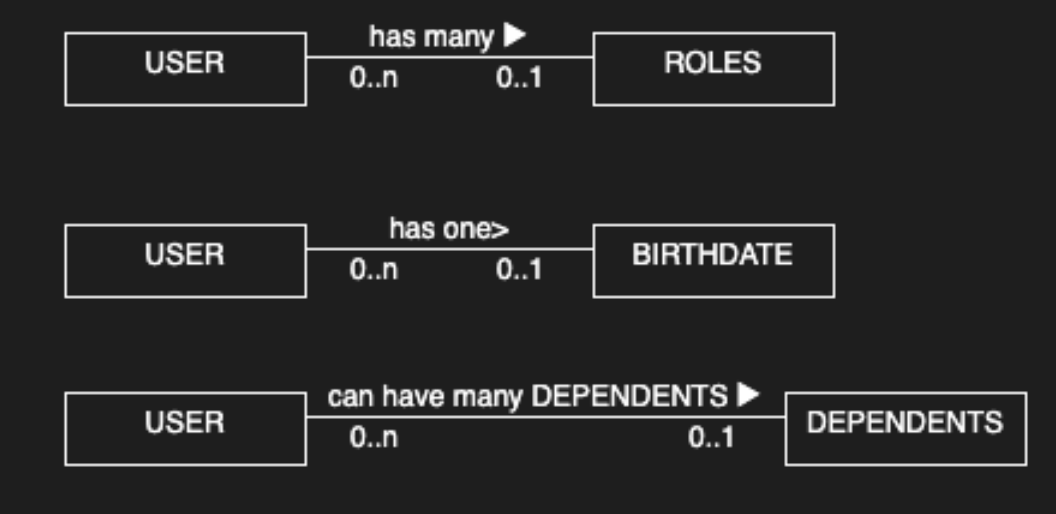 has many ▶
USER
ROLES
0..n 0..1
has one>
USER
BIRTHDATE
0..n 0..1
can have many DEPENDENTS ▶
USER
DEPENDENTS
0..n 0..1